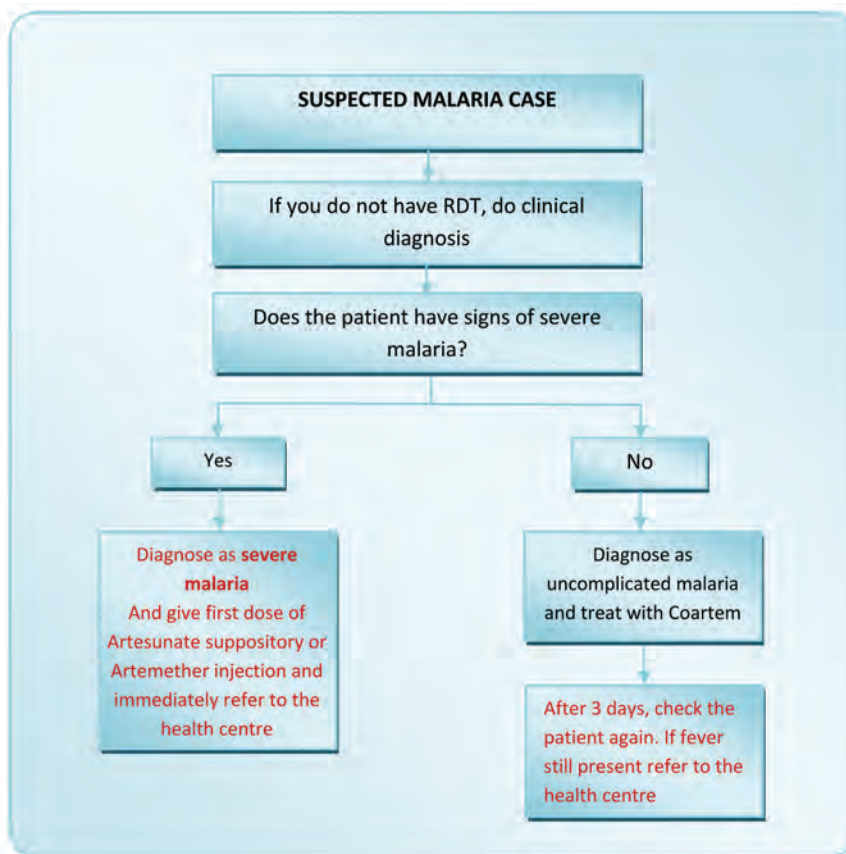 SUSPECTED MALARIA CASE
If you do not have RDT, do clinical
diagnosis
Does the patient have signs of severe
malaria?
Yes
No
Diagnose as severe
malaria
And give first dose of
Artesunate suppository or
Artemether injection and
immediately refer to the
health centre
Diagnose as
uncomplicated malaria
and treat with Coartem
After 3 days, check the
patient again. If fever
still present refer to the
health centre